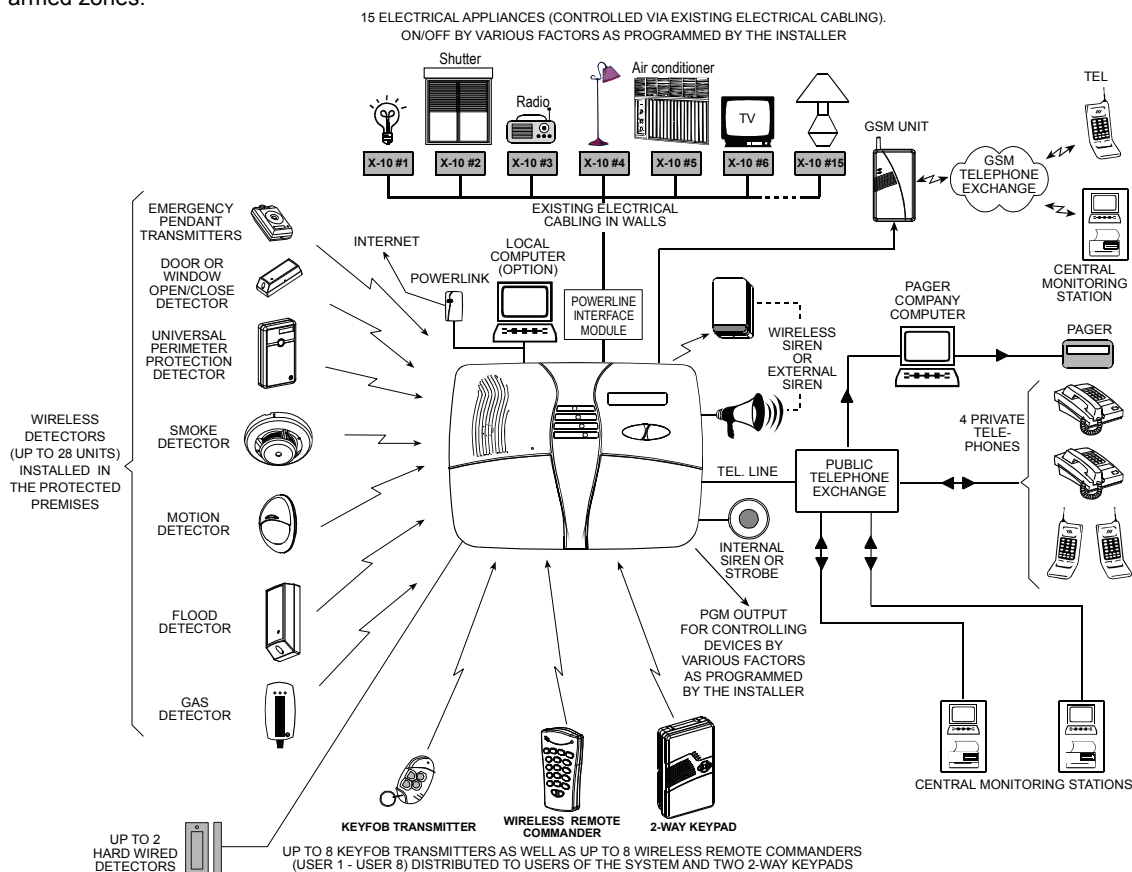 armed zones.
15 ELECTRICAL APPLIANCES (CONTROLLED VIA EXISTING ELECTRICAL CABLING).
ON/OFF BY VARIOUS FACTORS AS PROGRAMMED BY THE INSTALLER
Shutter
Radio
Air conditioner
TV
X-10 #1
X-10 #2
X-10 #3
X-10 #4
X-10 #5
X-10 #6
X-10 #15
EXISTING ELECTRICAL
CABLING IN WALLS
GSM UNIT
GSM
TELEPHONE
EXCHANGE
TEL
CENTRAL
MONITORING
STATION
EMERGENCY
PENDANT
TRANSMITTERS
DOOR OR
WINDOW
OPEN/CLOSE
DETECTOR
UNIVERSAL
PERIMETER
PROTECTION
DETECTOR
SMOKE
DETECTOR
MOTION
DETECTOR
FLOOD
DETECTOR
GAS
DETECTOR
WIRELESS
DETECTORS
(UP TO 28 UNITS)
INSTALLED IN
THE PROTECTED
PREMISES
INTERNET
POWERLINK
LOCAL
COMPUTER
(OPTION)
POWERLINE
INTERFACE
MODULE
WIRELESS
SIREN
OR
EXTERNAL
SIREN
PAGER
COMPANY
COMPUTER
PAGER
4 PRIVATE
TELE-
PHONES
TEL. LINE
PUBLIC
TELEPHONE
EXCHANGE
INTERNAL
SIREN OR
STROBE
PGM OUTPUT
FOR CONTROLLING
DEVICES BY
VARIOUS FACTORS
AS PROGRAMMED
BY THE INSTALLER
CENTRAL MONITORING STATIONS
KEYFOB TRANSMITTER
WIRELESS REMOTE
COMMANDER
2-WAY KEYPAD
UP TO 2
HARD WIRED
DETECTORS
UP TO 8 KEYFOB TRANSMITTERS AS WELL AS UP TO 8 WIRELESS REMOTE COMMANDERS
(USER 1 - USER 8) DISTRIBUTED TO USERS OF THE SYSTEM AND TWO 2-WAY KEYPADS